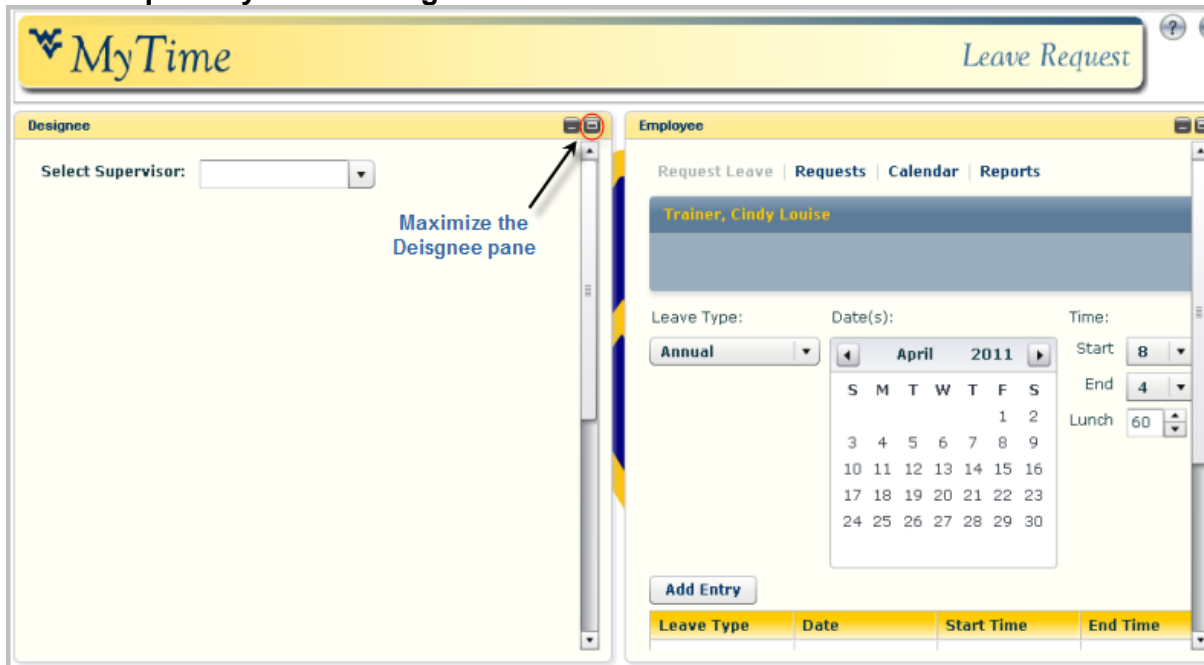 MyTime
Leave Request
?
Designee
Select Supervisor:
Maximize the
Deisgnee pane
Employee
Request Leave | Requests | Calendar | Reports
Trainer, Cindy Louise
Leave Type:
Annual
Date(s):
April 2011
S M T W T F S
1 2
3 4 5 6 7 8 9
10 11 12 13 14 15 16
17 18 19 20 21 22 23
24 25 26 27 28 29 30
Time:
Start 8
End 4
Lunch 60
Add Entry
Leave Type Date Start Time End Time